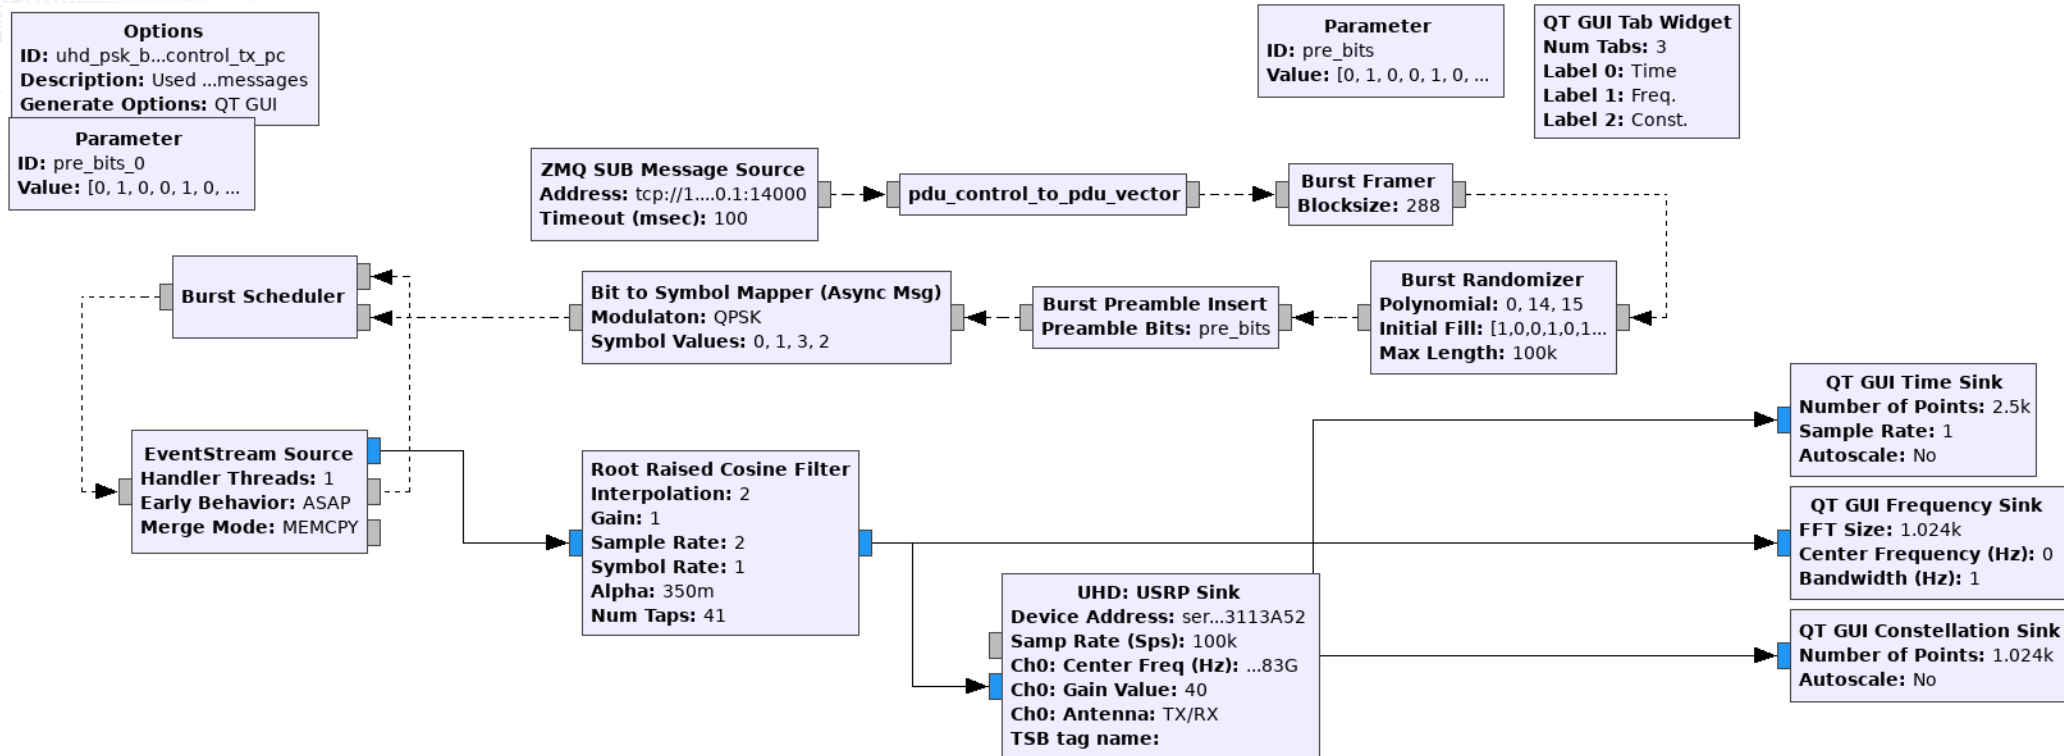 Options
ID: uhd_psk_b...control_tx_pc
Description: Used ...messages
Generate Options: QT GUI
Parameter
ID: pre_bits_0
Value: [0, 1, 0, 0, 1, 0, ...
Parameter
ID: pre_bits
Value: [0, 1, 0, 0, 1, 0, ...
QT GUI Tab Widget
Num Tabs: 3
Label 0: Time
Label 1: Freq.
Label 2: Const.
ZMQ SUB Message Source
Address: tcp://1....0.1:14000
Timeout (msec): 100
pdu_control_to_pdu_vector
Burst Framer
Blocksize: 288
Burst Scheduler
Bit to Symbol Mapper (Async Msg)
Modulaton: QPSK
Symbol Values: 0, 1, 3, 2
Burst Preamble Insert
Preamble Bits: pre_bits
Burst Randomizer
Polynomial: 0, 14, 15
Initial Fill: [1,0,0,1,0,1...
Max Length: 100k
EventStream Source
Handler Threads: 1
Early Behavior: ASAP
Merge Mode: MEMCPY
Root Raised Cosine Filter
Interpolation: 2
Gain: 1
Sample Rate: 2
Symbol Rate: 1
Alpha: 350m
Num Taps: 41
UHD: USRP Sink
Device Address: ser...3113A52
Samp Rate (Sps): 100k
Ch0: Center Freq (Hz): ...83G
Ch0: Gain Value: 40
Ch0: Antenna: TX/RX
TSB tag name:
QT GUI Time Sink
Number of Points: 2.5k
Sample Rate: 1
Autoscale: No
QT GUI Frequency Sink
FFT Size: 1.024k
Center Frequency (Hz): 0
Bandwidth (Hz): 1
QT GUI Constellation Sink
Number of Points: 1.024k
Autoscale: No